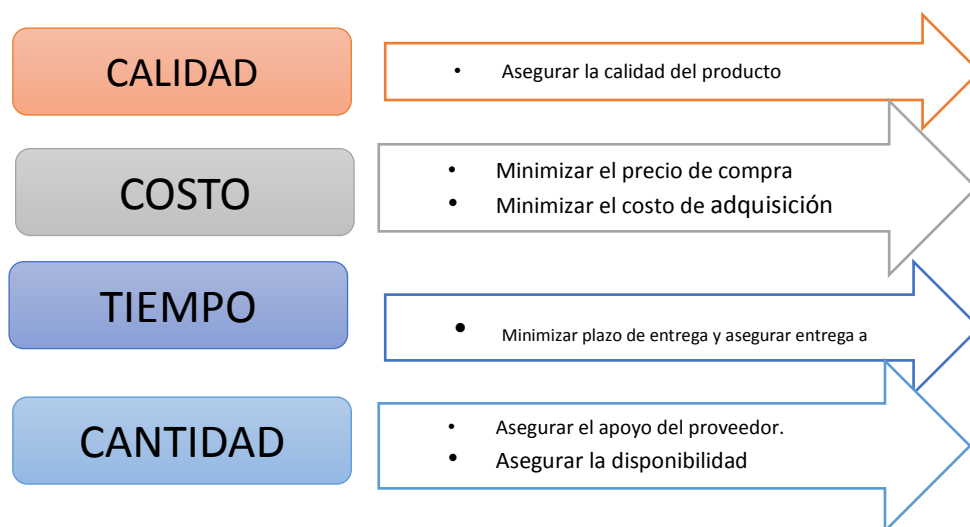 CALIDAD
• Asegurar la calidad del producto
COSTO
• Minimizar el precio de compra
• Minimizar el costo de adquisición
TIEMPO
• Minimizar plazo de entrega y asegurar entrega a
CANTIDAD
• Asegurar el apoyo del proveedor.
• Asegurar la disponibilidad